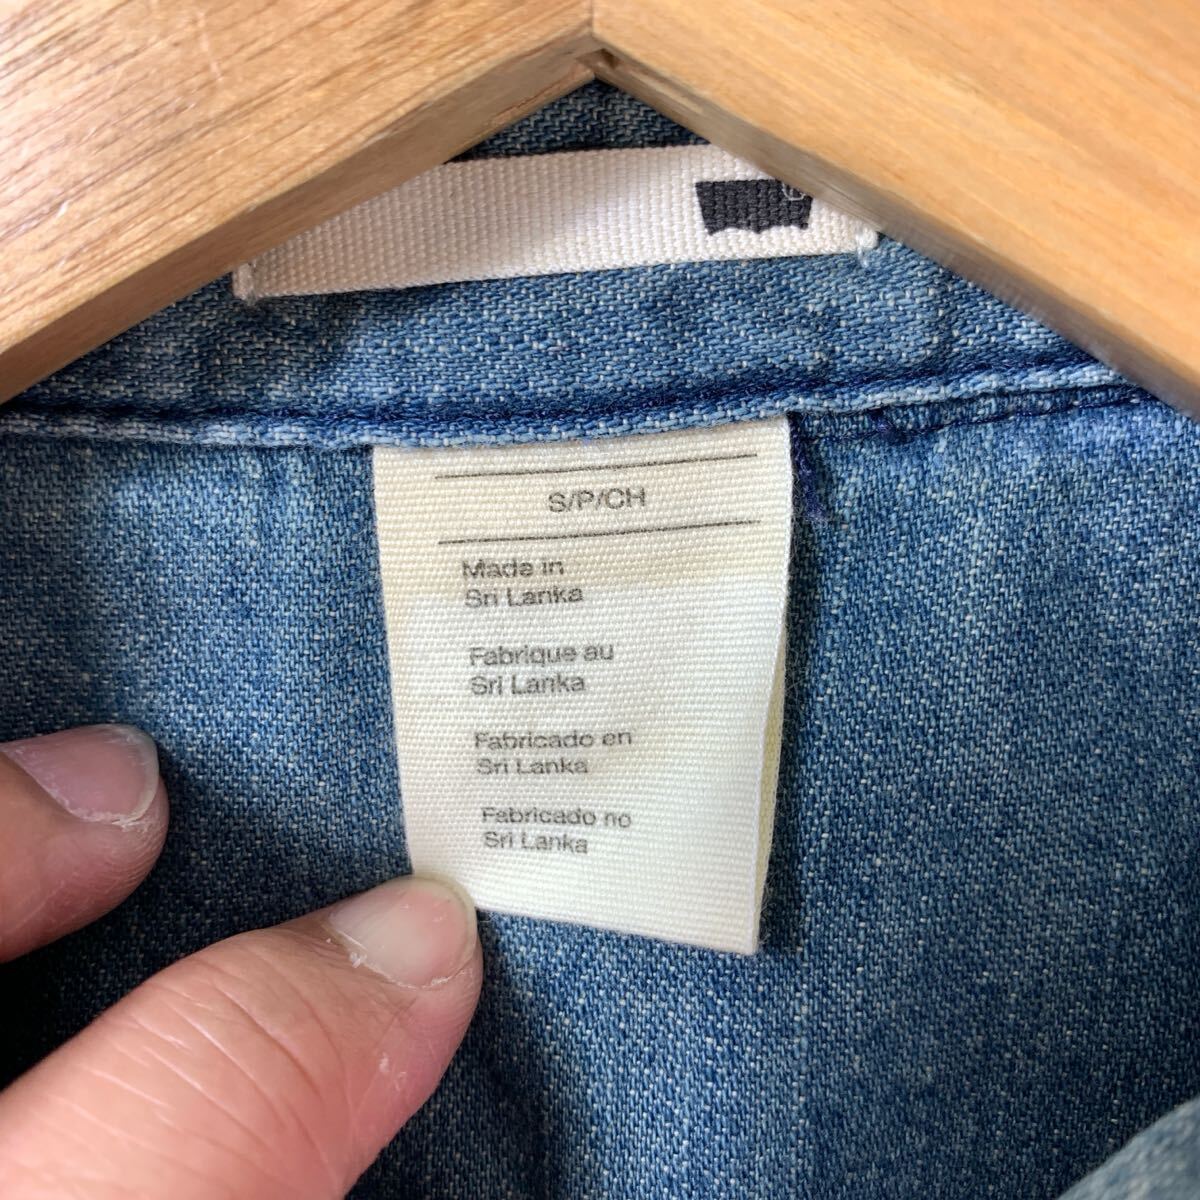 S/P/CH
Made in
Sri Lanka
Fabrique au
Sri Lanka
Fabricado en
Sri Lanka
Fabricado no
Sri Lanka